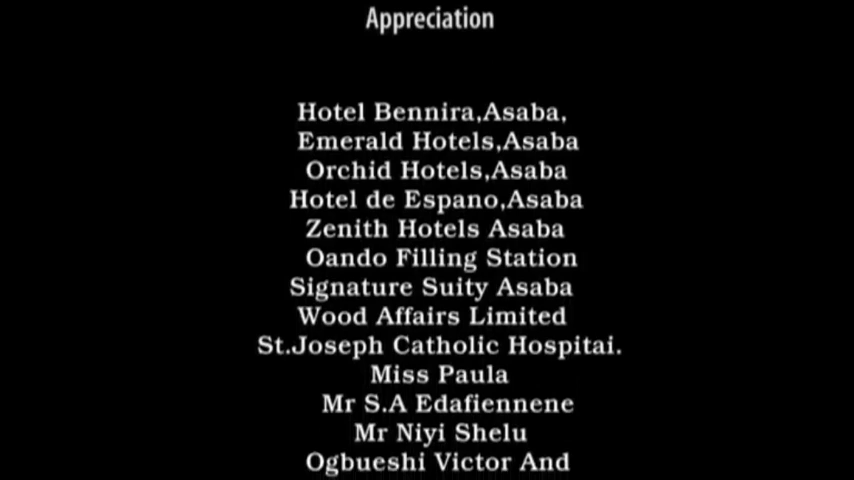 Appreciation
Hotel Bennira,Asaba,
Emerald Hotels,Asaba
Orchid Hotels,Asaba
Hotel de Espano,Asaba
Zenith Hotels Asaba
Oando Filling Station
Signature Suity Asaba
Wood Affairs Limited
St.Joseph Catholic Hospitai.
Miss Paula
Mr S.A Edafiennene
Mr Niyi Shelu
Ogbueshi Victor And